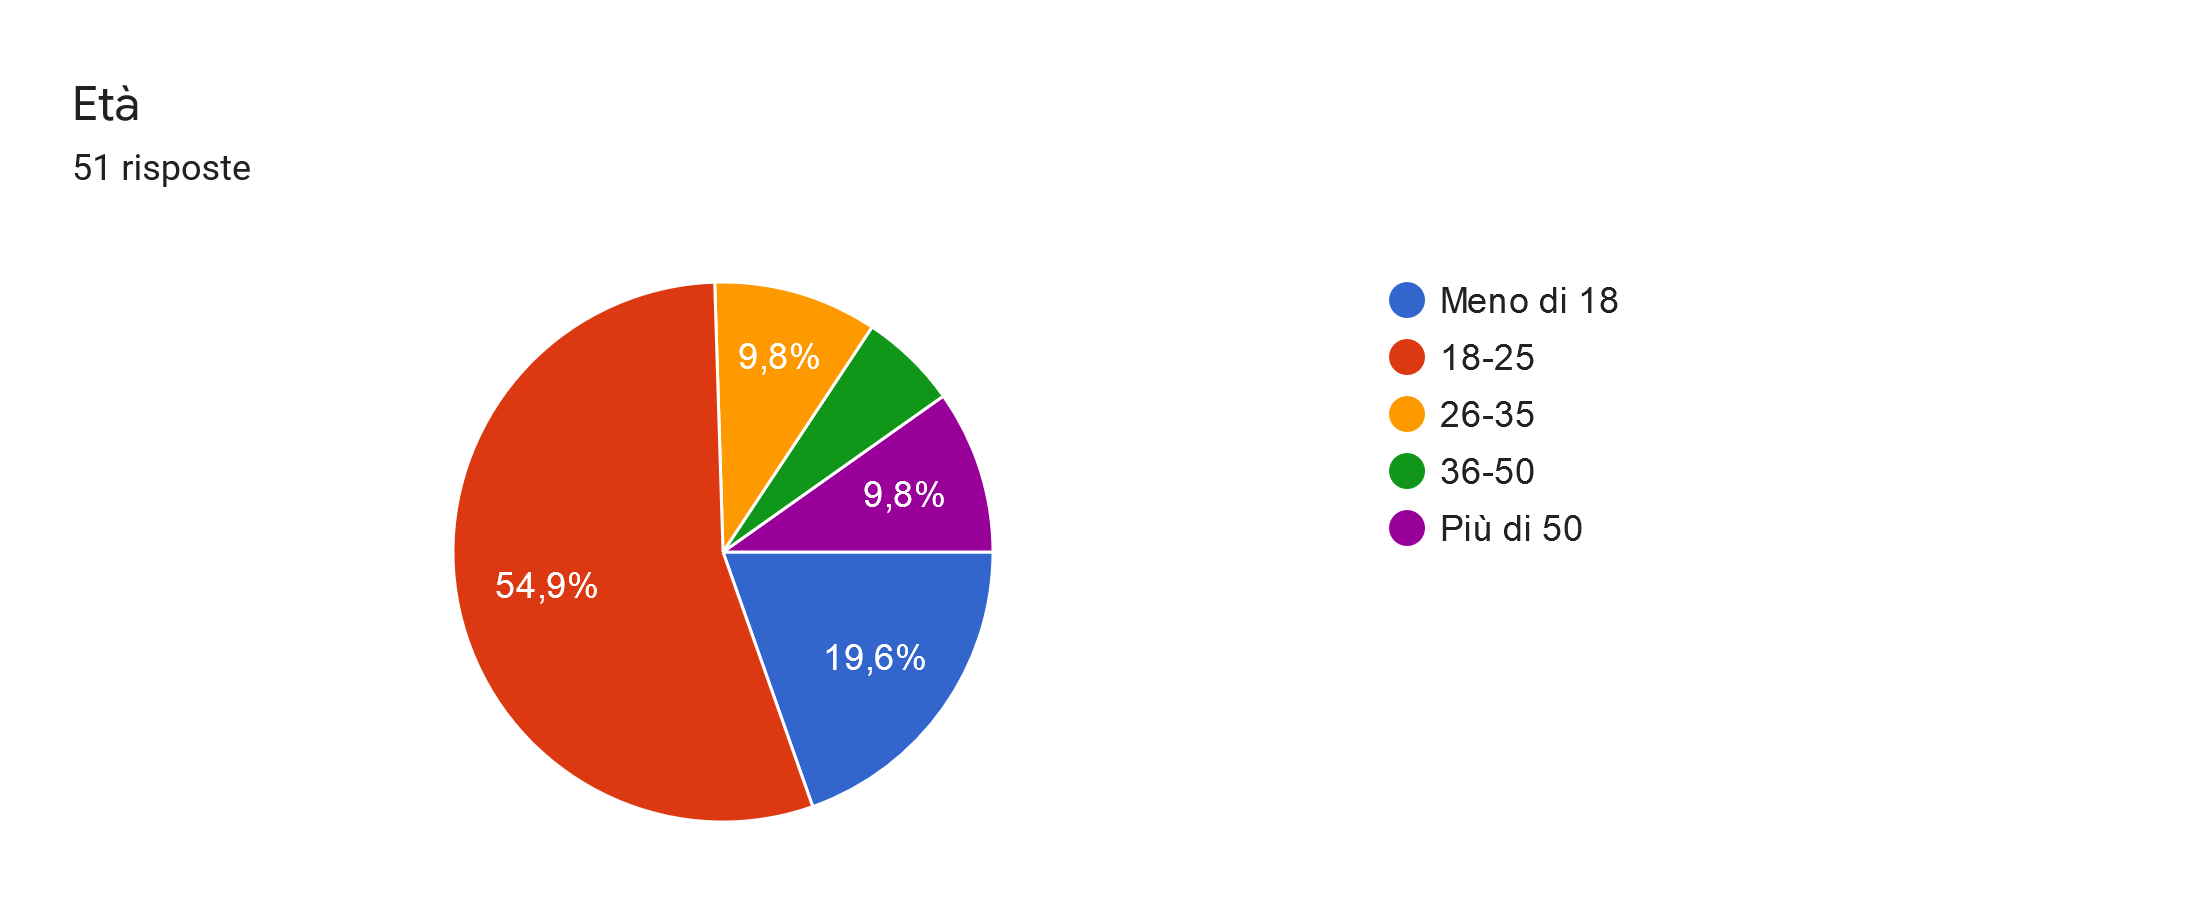 Età
51 risposte
9,8%
9,8%
54,9%
19,6%
Meno di 18
18-25
26-35
36-50
Più di 50